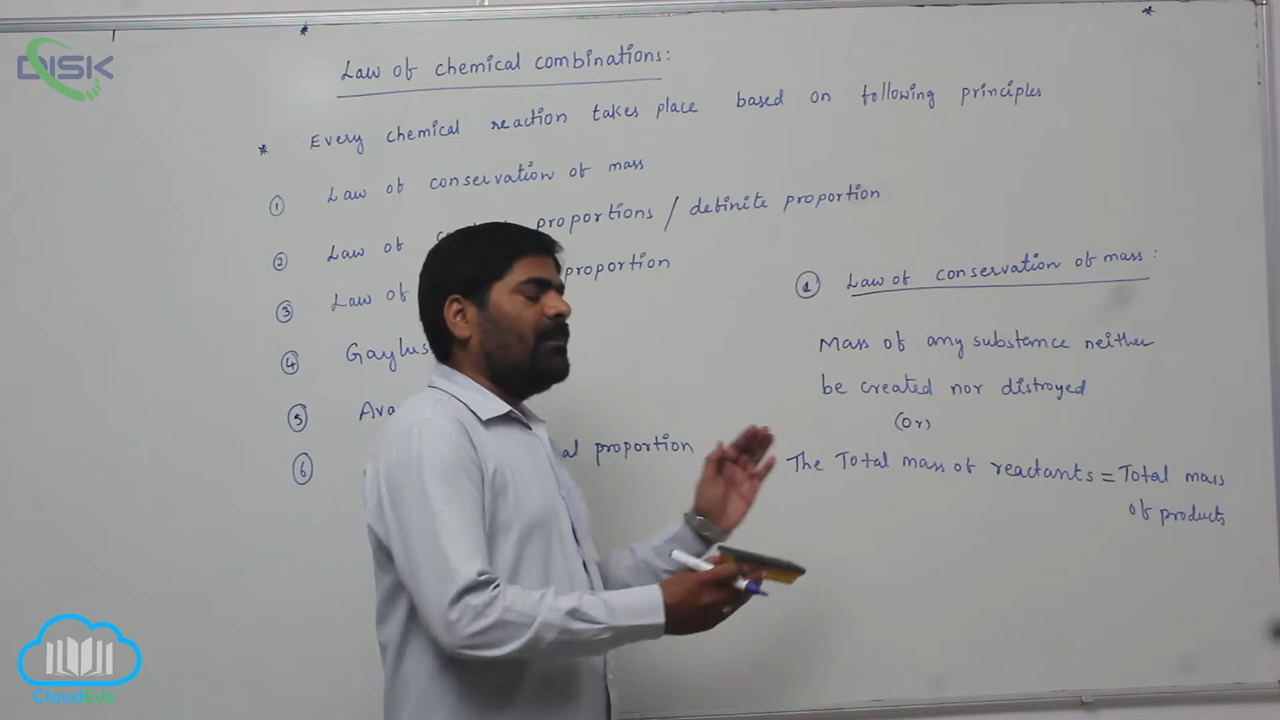 DISK
Law of chemical combinations:
* Every chemical reaction takes place based on following principles
① Law of conservation of mass
② Law of proportions / definite proportion
③ Law of proportion
④ Gaylus
⑤ Ava
⑥ al proportion
① Law of conservation of mass:
Mass of any substance neither
be created nor distroyed
(or)
The Total mass of reactants = Total mass
of products
CloudEdz